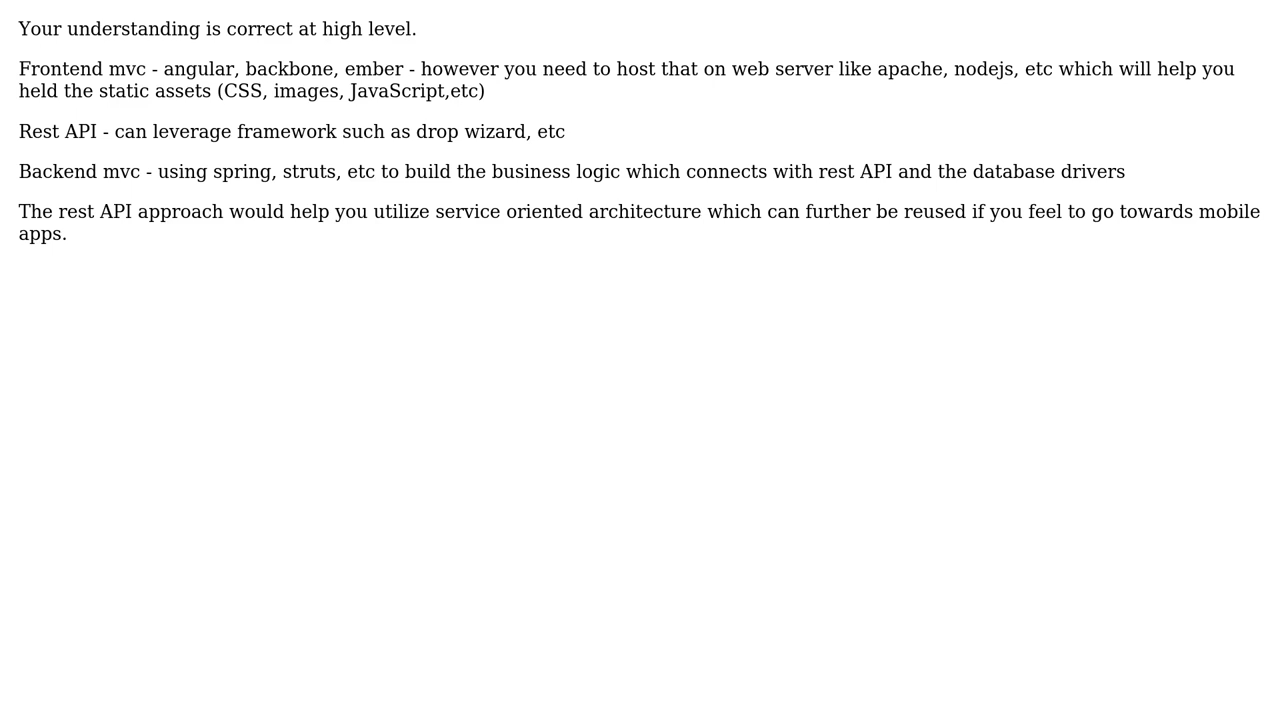 Your understanding is correct at high level.
Frontend mvc - angular, backbone, ember - however you need to host that on web server like apache, nodejs, etc which will help you
held the static assets (CSS, images, JavaScript,etc)
Rest API - can leverage framework such as drop wizard, etc
Backend mvc - using spring, struts, etc to build the business logic which connects with rest API and the database drivers
The rest API approach would help you utilize service oriented architecture which can further be reused if you feel to go towards mobile
apps.